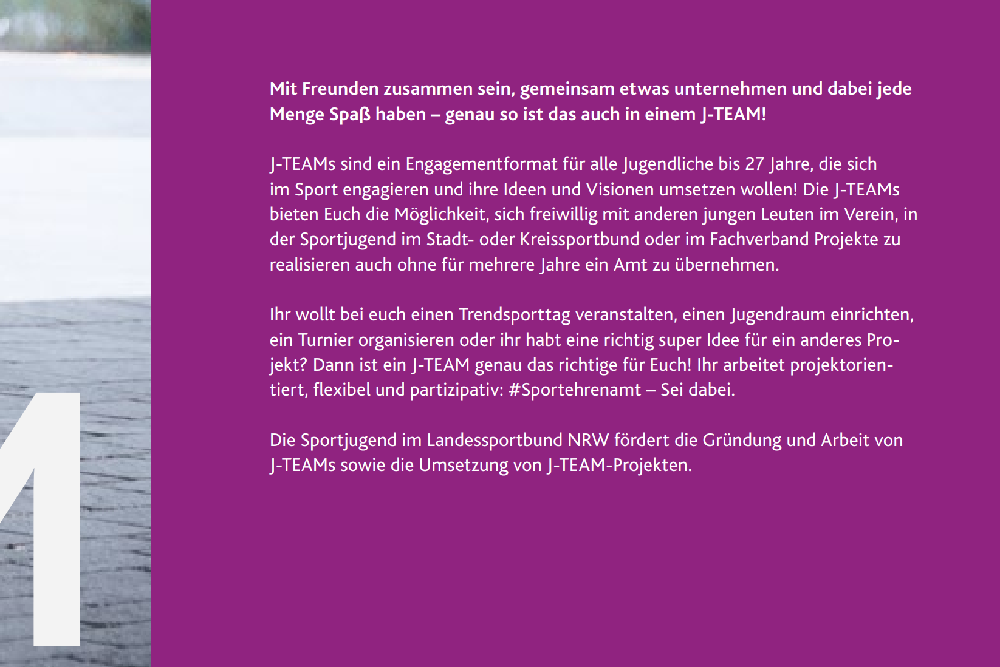 Mit Freunden zusammen sein, gemeinsam etwas unternehmen und dabei jede
Menge Spaß haben – genau so ist das auch in einem J-TEAM!
J-TEAMs sind ein Engagementformat für alle Jugendliche bis 27 Jahre, die sich
im Sport engagieren und ihre Ideen und Visionen umsetzen wollen! Die J-TEAMs
bieten Euch die Möglichkeit, sich freiwillig mit anderen jungen Leuten im Verein, in
der Sportjugend im Stadt- oder Kreissportbund oder im Fachverband Projekte zu
realisieren auch ohne für mehrere Jahre ein Amt zu übernehmen.
Ihr wollt bei euch einen Trendsporttag veranstalten, einen Jugendraum einrichten,
ein Turnier organisieren oder ihr habt eine richtig super Idee für ein anderes Pro-
jekt? Dann ist ein J-TEAM genau das richtige für Euch! Ihr arbeitet projektorien-
tiert, flexibel und partizipativ: #Sportehrenamt – Sei dabei.
Die Sportjugend im Landessportbund NRW fördert die Gründung und Arbeit von
J-TEAMs sowie die Umsetzung von J-TEAM-Projekten.